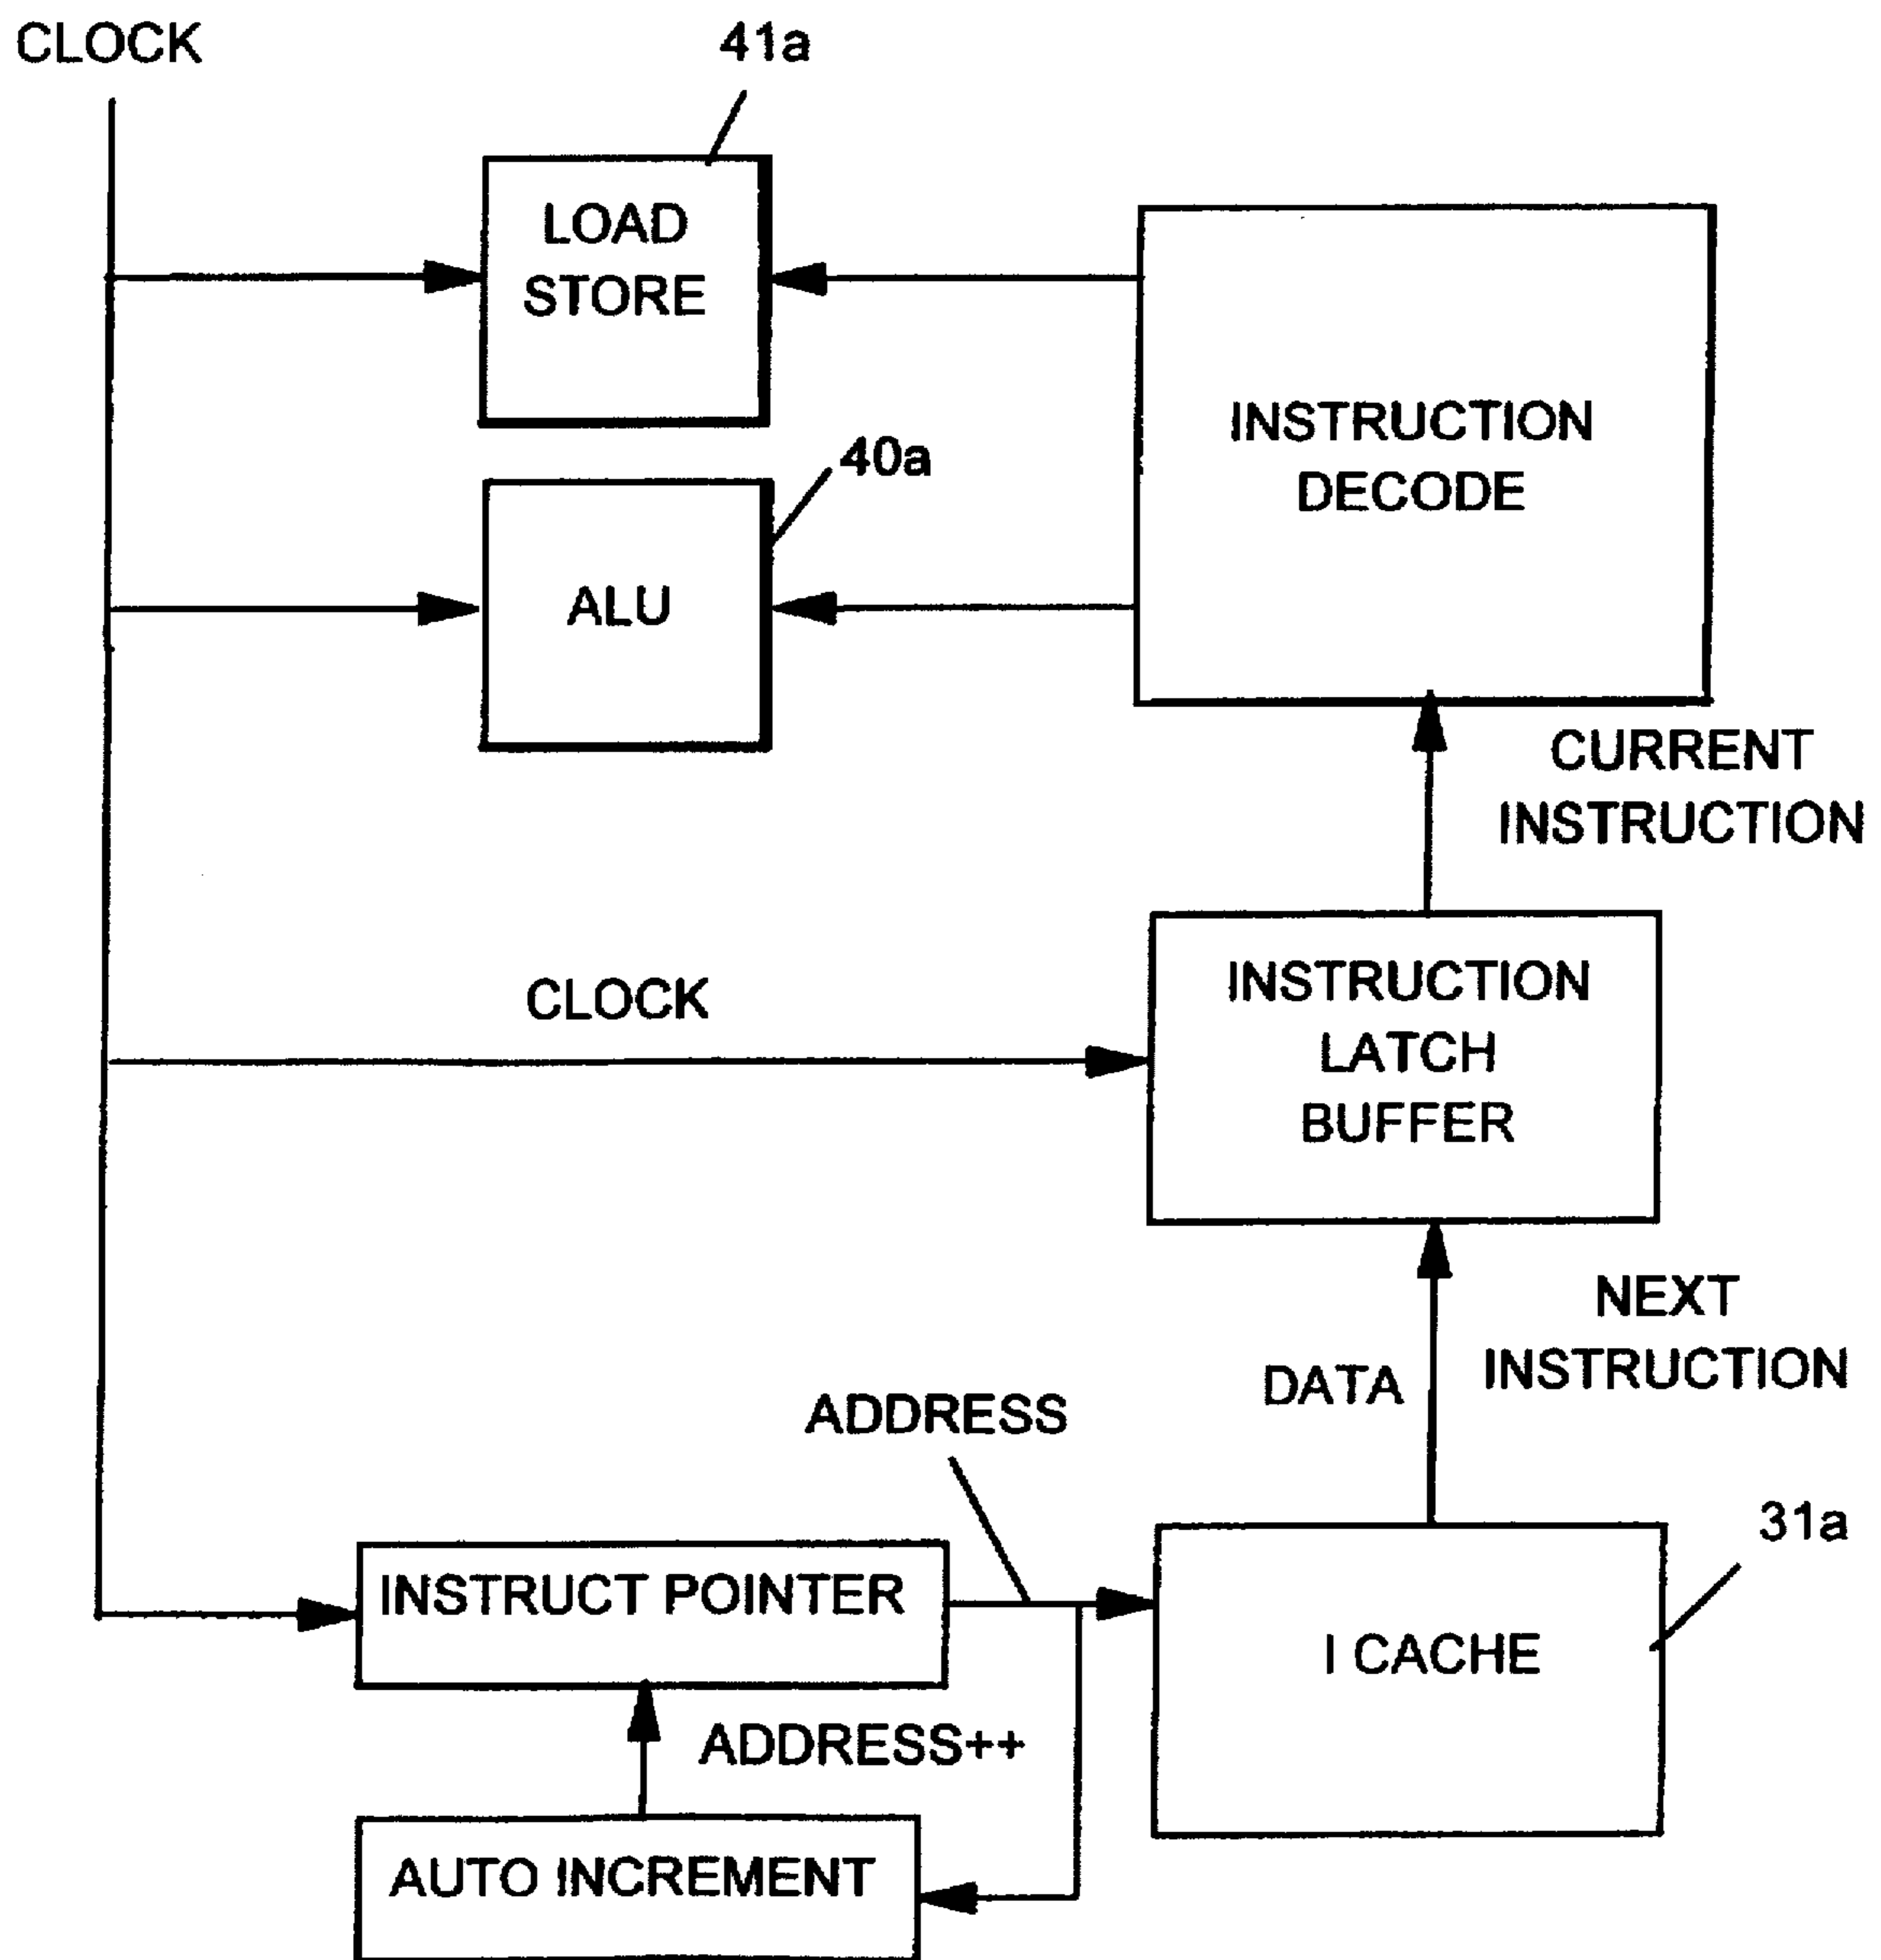 CLOCK
41a
LOAD
STORE
INSTRUCTION
DECODE
40a
ALU
CURRENT
INSTRUCTION
INSTRUCTION
LATCH
BUFFER
CLOCK
NEXT
INSTRUCTION
DATA
ADDRESS
31a
INSTRUCT POINTER
I CACHE
ADDRESS++
AUTO INCREMENT